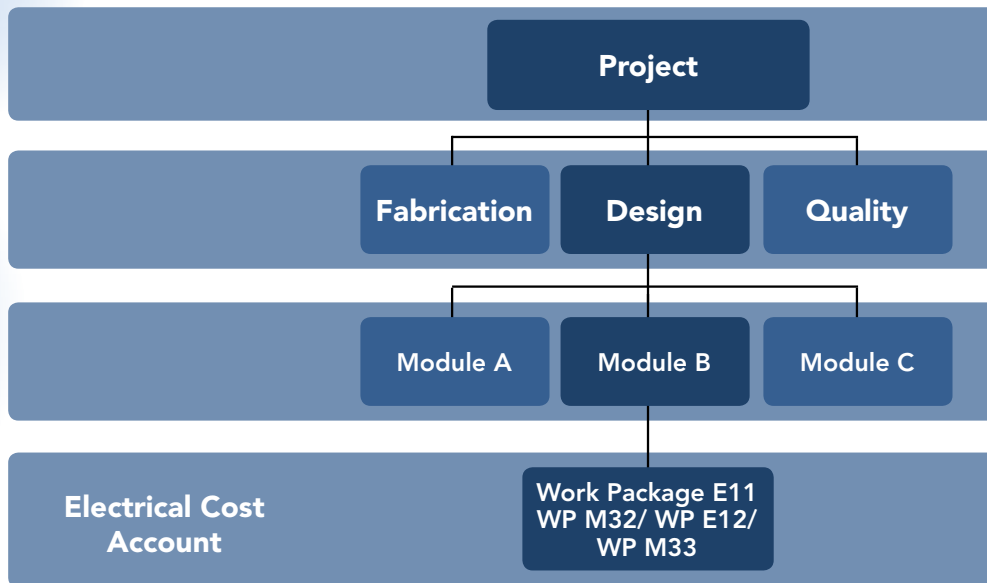 Project
Fabrication
Design
Quality
Module A
Module B
Module C
Electrical Cost
Account
Work Package E11
WP M32/ WP E12/
WP M33